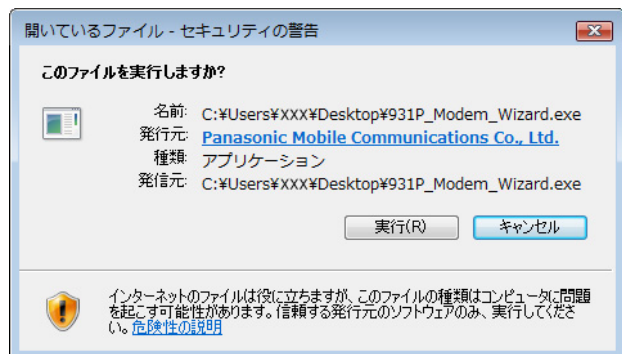 開いているファイル - セキュリティの警告
このファイルを実行しますか?
名前: C:¥Users¥XXX¥Desktop¥931P_Modem_Wizard.exe
発行元: Panasonic Mobile Communications Co., Ltd.
種類: アプリケーション
発信元: C:¥Users¥XXX¥Desktop¥931P_Modem_Wizard.exe
実行(R) キャンセル
インターネットのファイルは役に立ちますが、このファイルの種類はコンピュータに問題
を起こす可能性があります。信頼する発行元のソフトウェアのみ、実行してくださ
い。危険性の説明